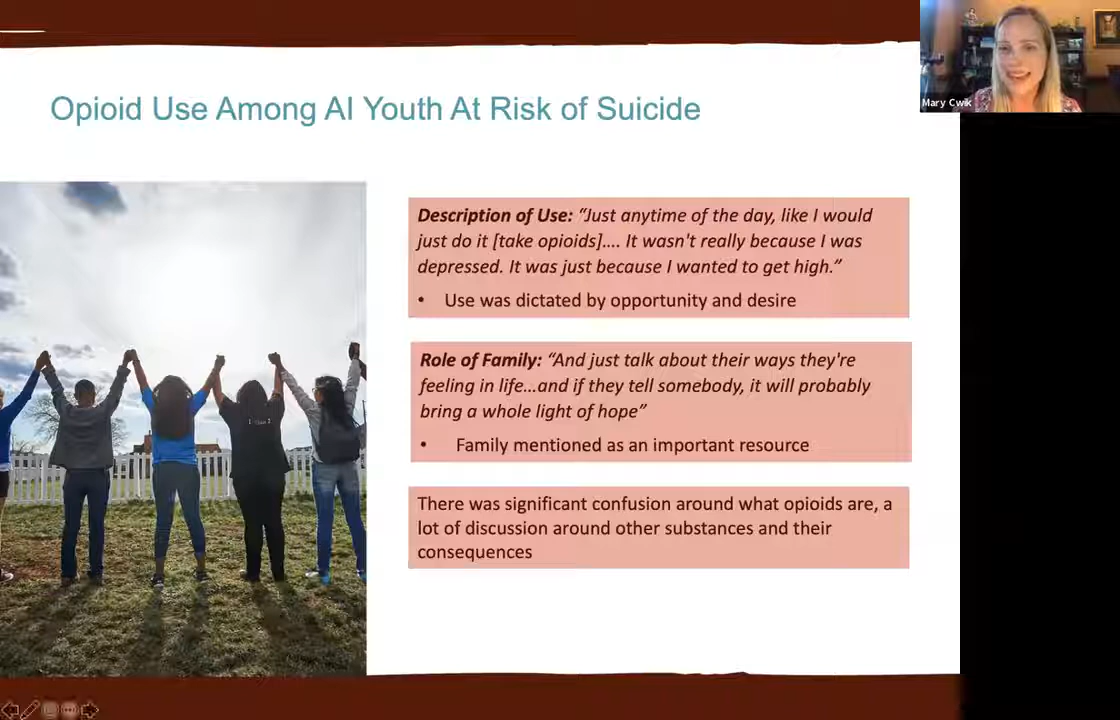 Opioid Use Among AI Youth At Risk of Suicide
Mary Cwik
Description of Use: “Just anytime of the day, like I would
just do it [take opioids]…. It wasn't really because I was
depressed. It was just because I wanted to get high.”
• Use was dictated by opportunity and desire
Role of Family: “And just talk about their ways they're
feeling in life…and if they tell somebody, it will probably
bring a whole light of hope”
• Family mentioned as an important resource
There was significant confusion around what opioids are, a
lot of discussion around other substances and their
consequences